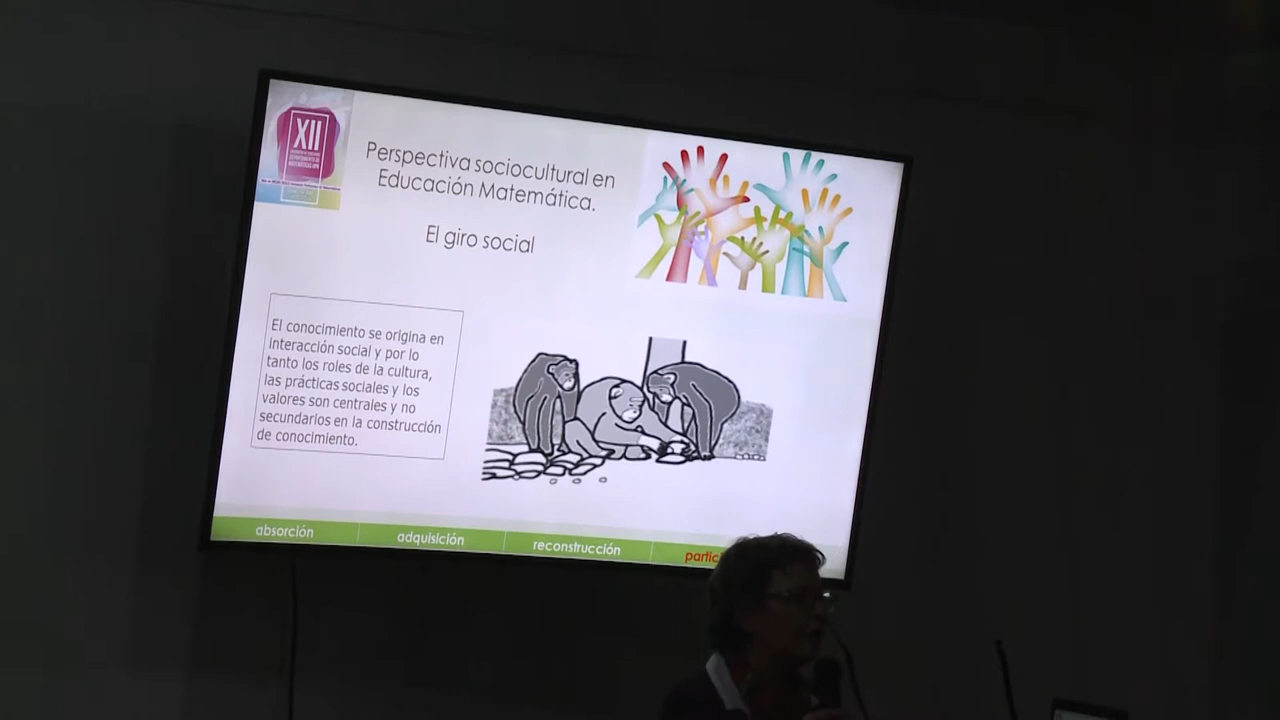 XII
Perspectiva sociocultural en
Educación Matemática.
El giro social
El conocimiento se origina en
interacción social y por lo
tanto los roles de la cultura,
las prácticas sociales y los
valores son centrales y no
secundarios en la construcción
de conocimiento.
absorción
adquisición
reconstrucción
partici